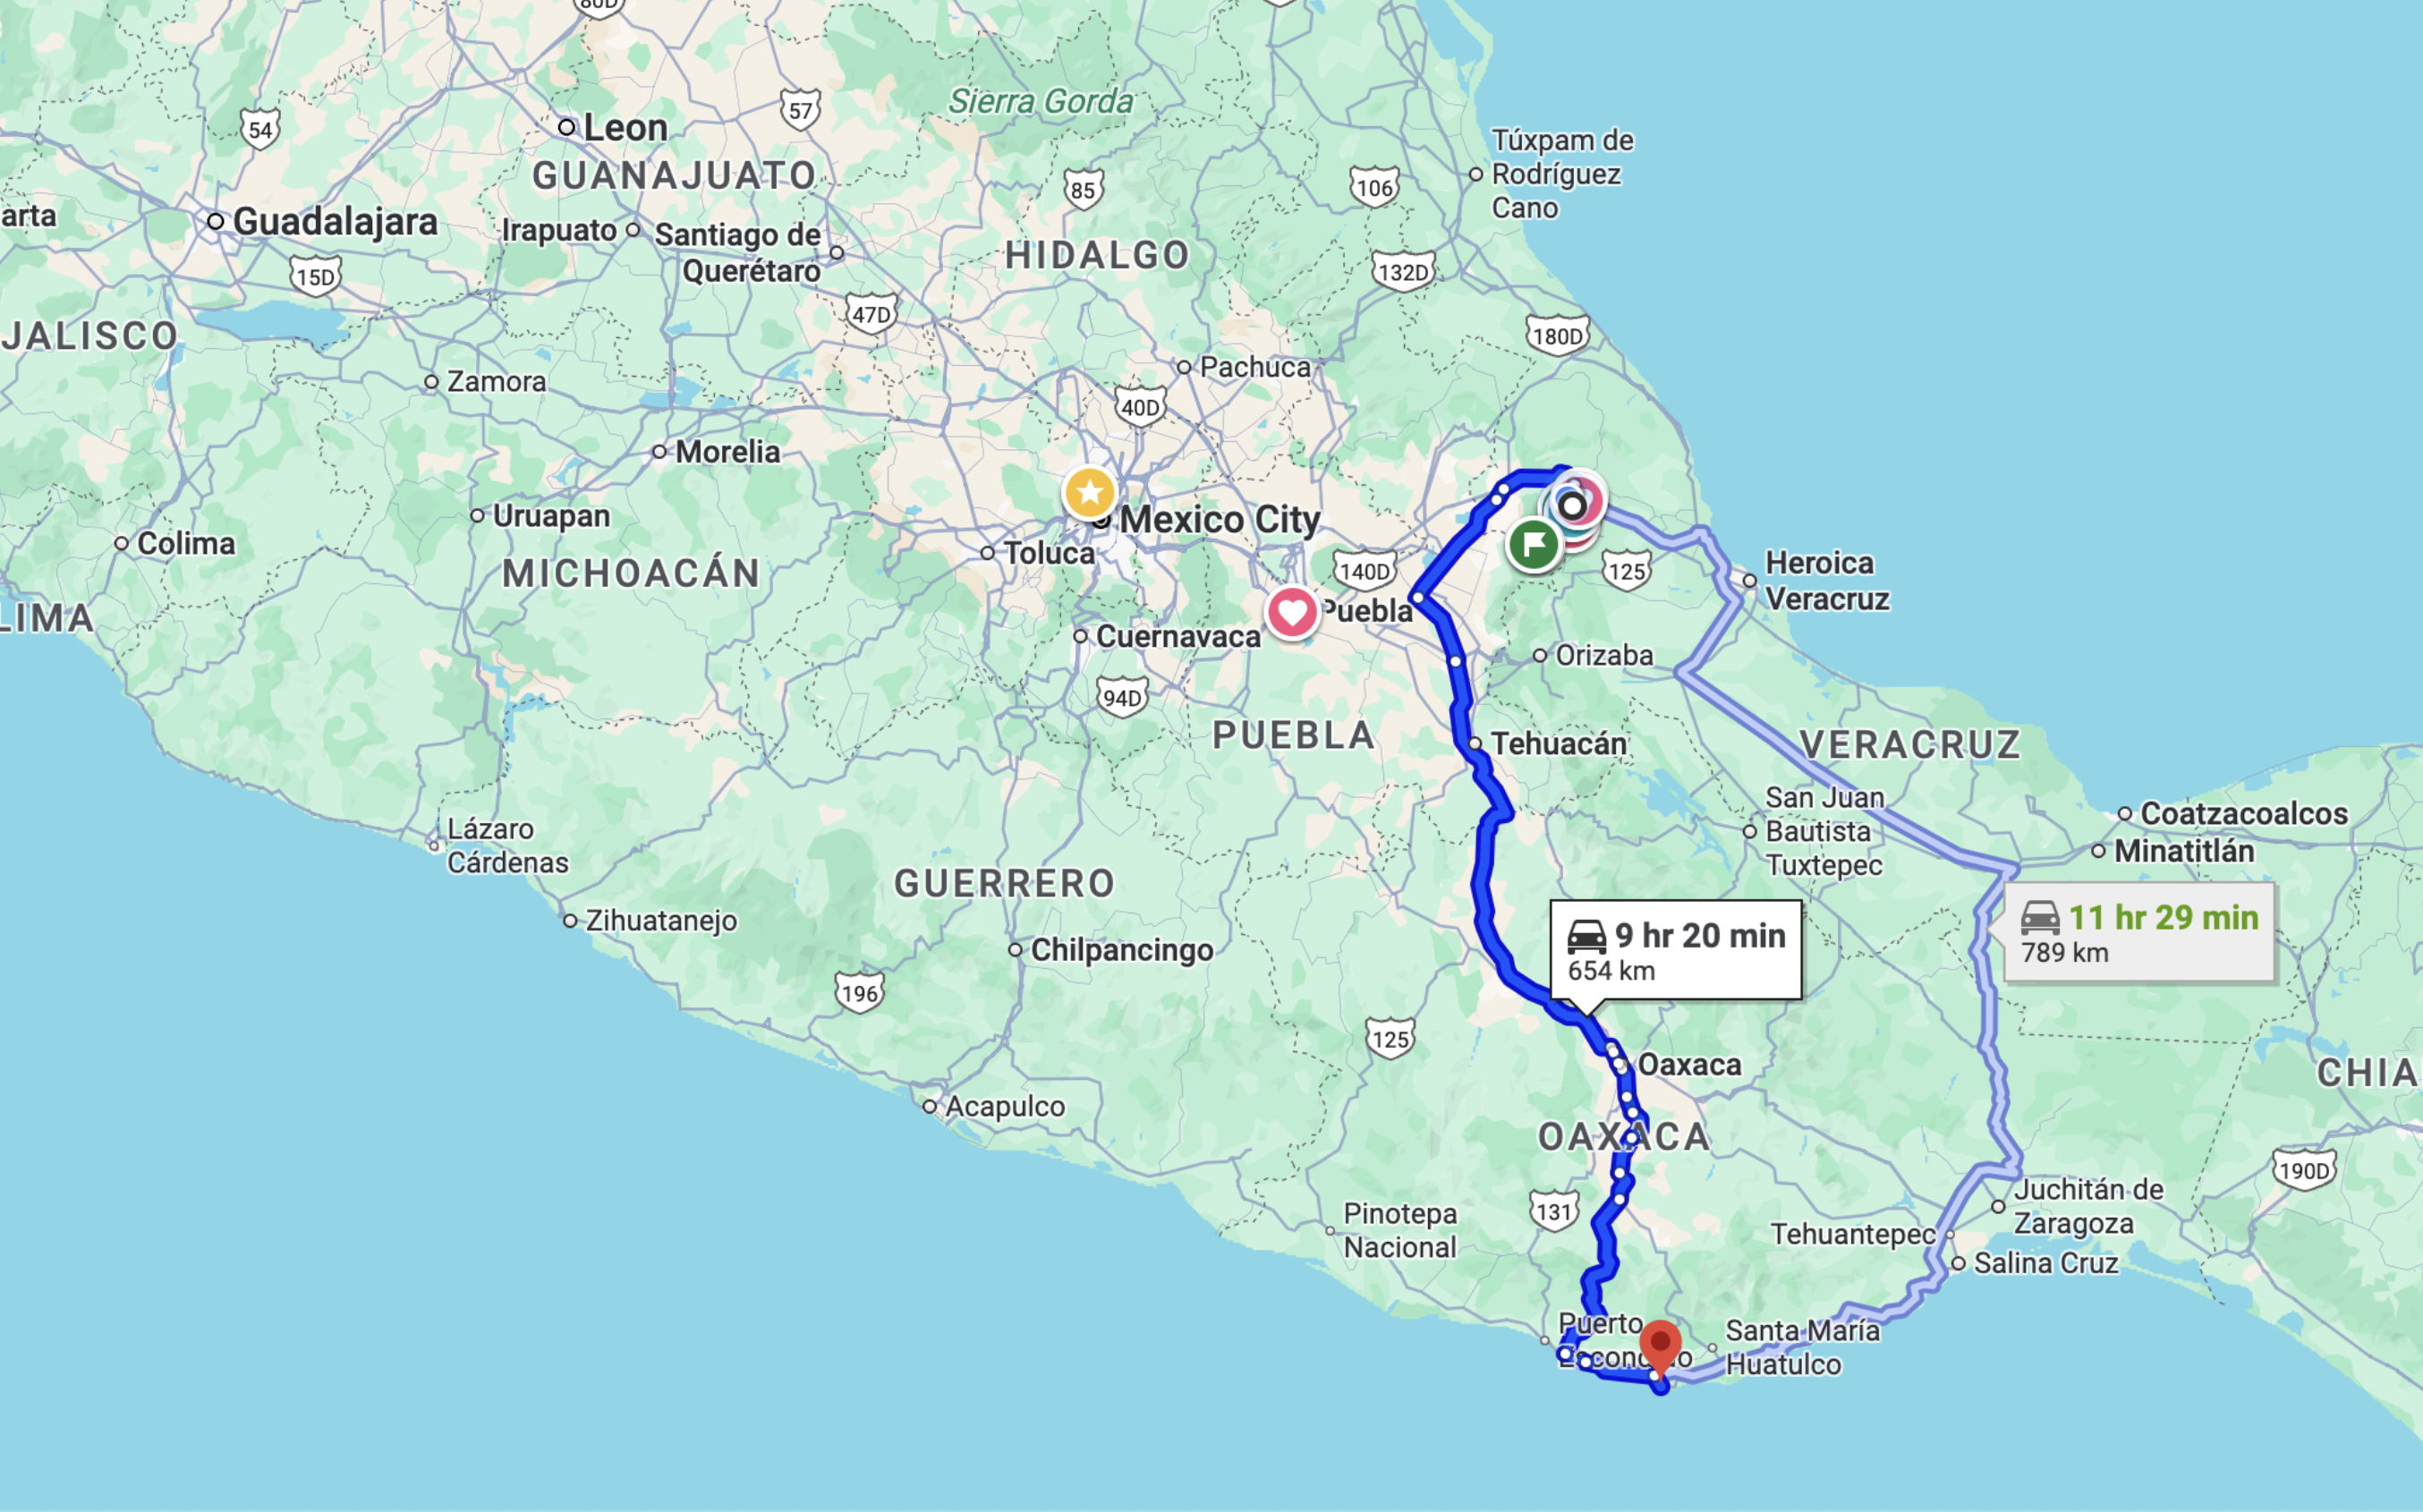 80D
54
Leon
57
Sierra Gorda
Túxpam de
Rodríguez
Cano
GUANAJUATO
85
106
arta
Guadalajara
Irapuato
Santiago de
Querétaro
HIDALGO
132D
15D
47D
JALISCO
180D
Zamora
Pachuca
40D
Morelia
Mexico City
Uruapan
Colima
Toluca
MICHOACÁN
140D
125
Heroica
Veracruz
LIMA
Puebla
Cuernavaca
Orizaba
94D
PUEBLA
Tehuacán
VERACRUZ
San Juan
Bautista
Tuxtepec
Coatzacoalcos
Minatitlán
Lázaro
Cárdenas
GUERRERO
Zihuatanejo
Chilpancingo
9 hr 20 min
654 km
11 hr 29 min
789 km
196
125
Oaxaca
CHIA
Acapulco
OAXACA
190D
Pinotepa
Nacional
131
Juchitán de
Zaragoza
Tehuantepec
Salina Cruz
Puerto
Escondido
Santa María
Huatulco